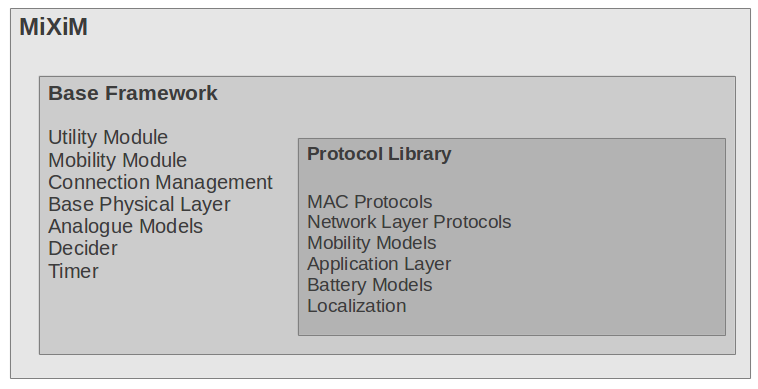 MiXiM
Base Framework
Utility Module
Mobility Module
Connection Management
Base Physical Layer
Analogue Models
Decider
Timer
Protocol Library
MAC Protocols
Network Layer Protocols
Mobility Models
Application Layer
Battery Models
Localization